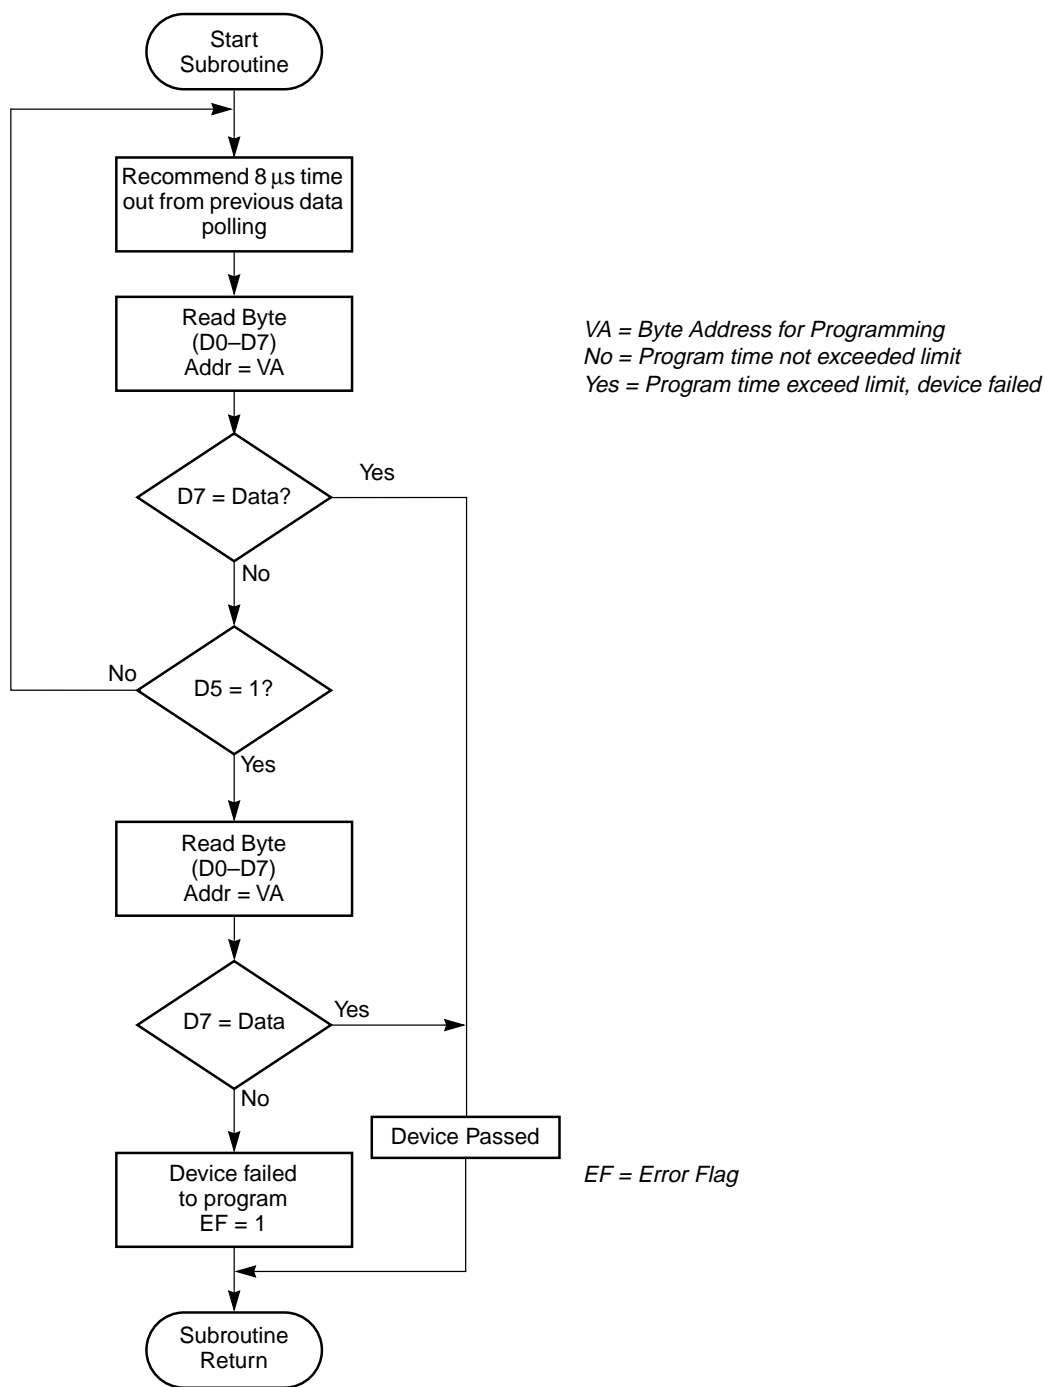 Start
Subroutine
Recommend 8 µs time
out from previous data
polling
Read Byte
(D0–D7)
Addr = VA
VA = Byte Address for Programming
No = Program time not exceeded limit
Yes = Program time exceed limit, device failed
D7 = Data?
Yes
No
D5 = 1?
No
Yes
Read Byte
(D0–D7)
Addr = VA
D7 = Data
Yes
No
Device Passed
Device failed
to program
EF = 1
EF = Error Flag
Subroutine
Return